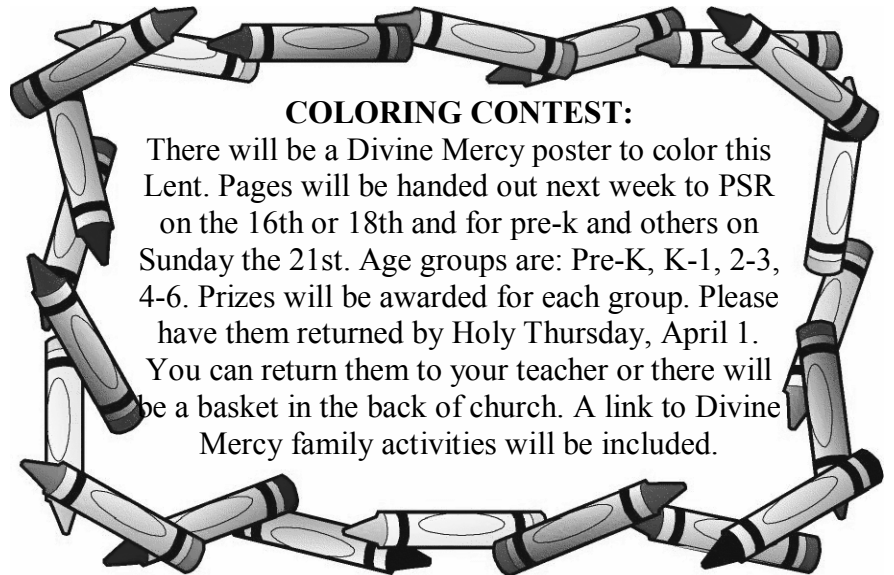 COLORING CONTEST:
There will be a Divine Mercy poster to color this
Lent. Pages will be handed out next week to PSR
on the 16th or 18th and for pre-k and others on
Sunday the 21st. Age groups are: Pre-K, K-1, 2-3,
4-6. Prizes will be awarded for each group. Please
have them returned by Holy Thursday, April 1.
You can return them to your teacher or there will
be a basket in the back of church. A link to Divine
Mercy family activities will be included.